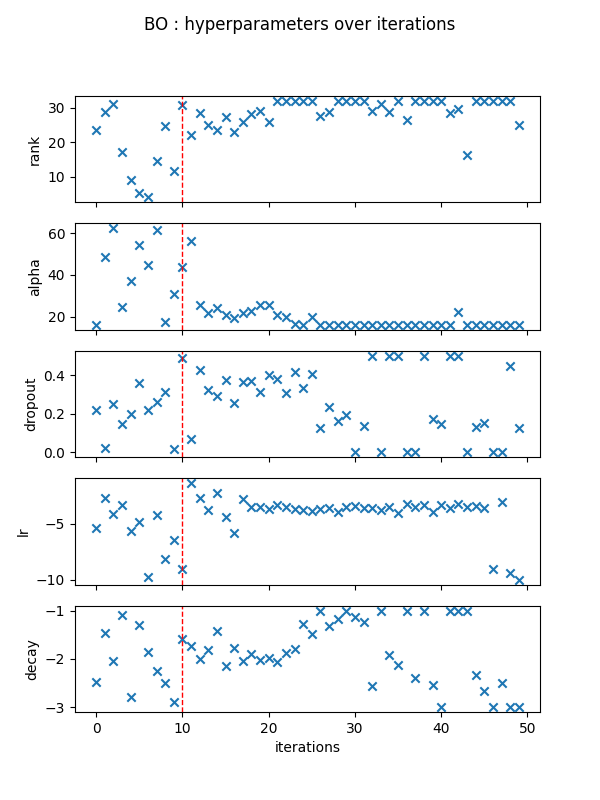 BO : hyperparameters over iterations
30
20
10
rank
60
40
20
alpha
0.4
0.2
0.0
dropout
−5
−10
lr
−1
−2
−3
decay
0 10 20 30 40 50
iterations